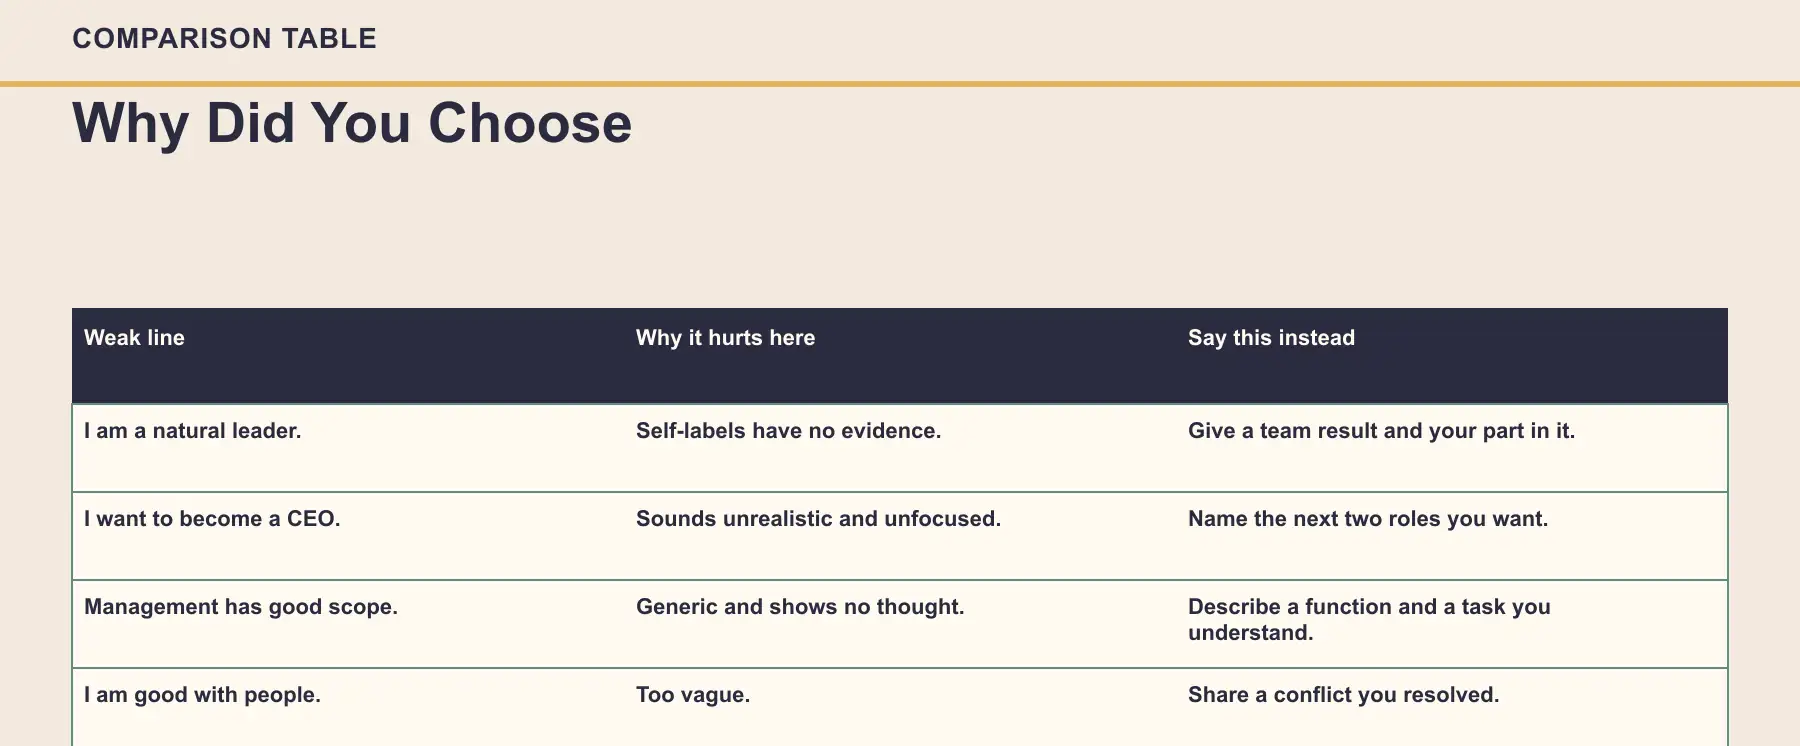 COMPARISON TABLE
Why Did You Choose
Weak line
Why it hurts here
Say this instead
I am a natural leader.
Self-labels have no evidence.
Give a team result and your part in it.
I want to become a CEO.
Sounds unrealistic and unfocused.
Name the next two roles you want.
Management has good scope.
Generic and shows no thought.
Describe a function and a task you
understand.
I am good with people.
Too vague.
Share a conflict you resolved.